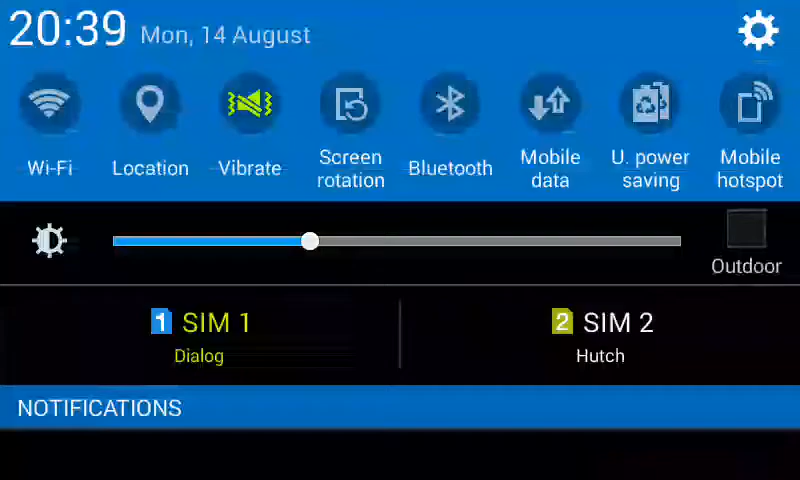 20:39 Mon, 14 August
Wi-Fi
Location
Vibrate
Screen
rotation
Bluetooth
Mobile
data
U. power
saving
Mobile
hotspot
Outdoor
1 SIM 1
Dialog
2 SIM 2
Hutch
NOTIFICATIONS